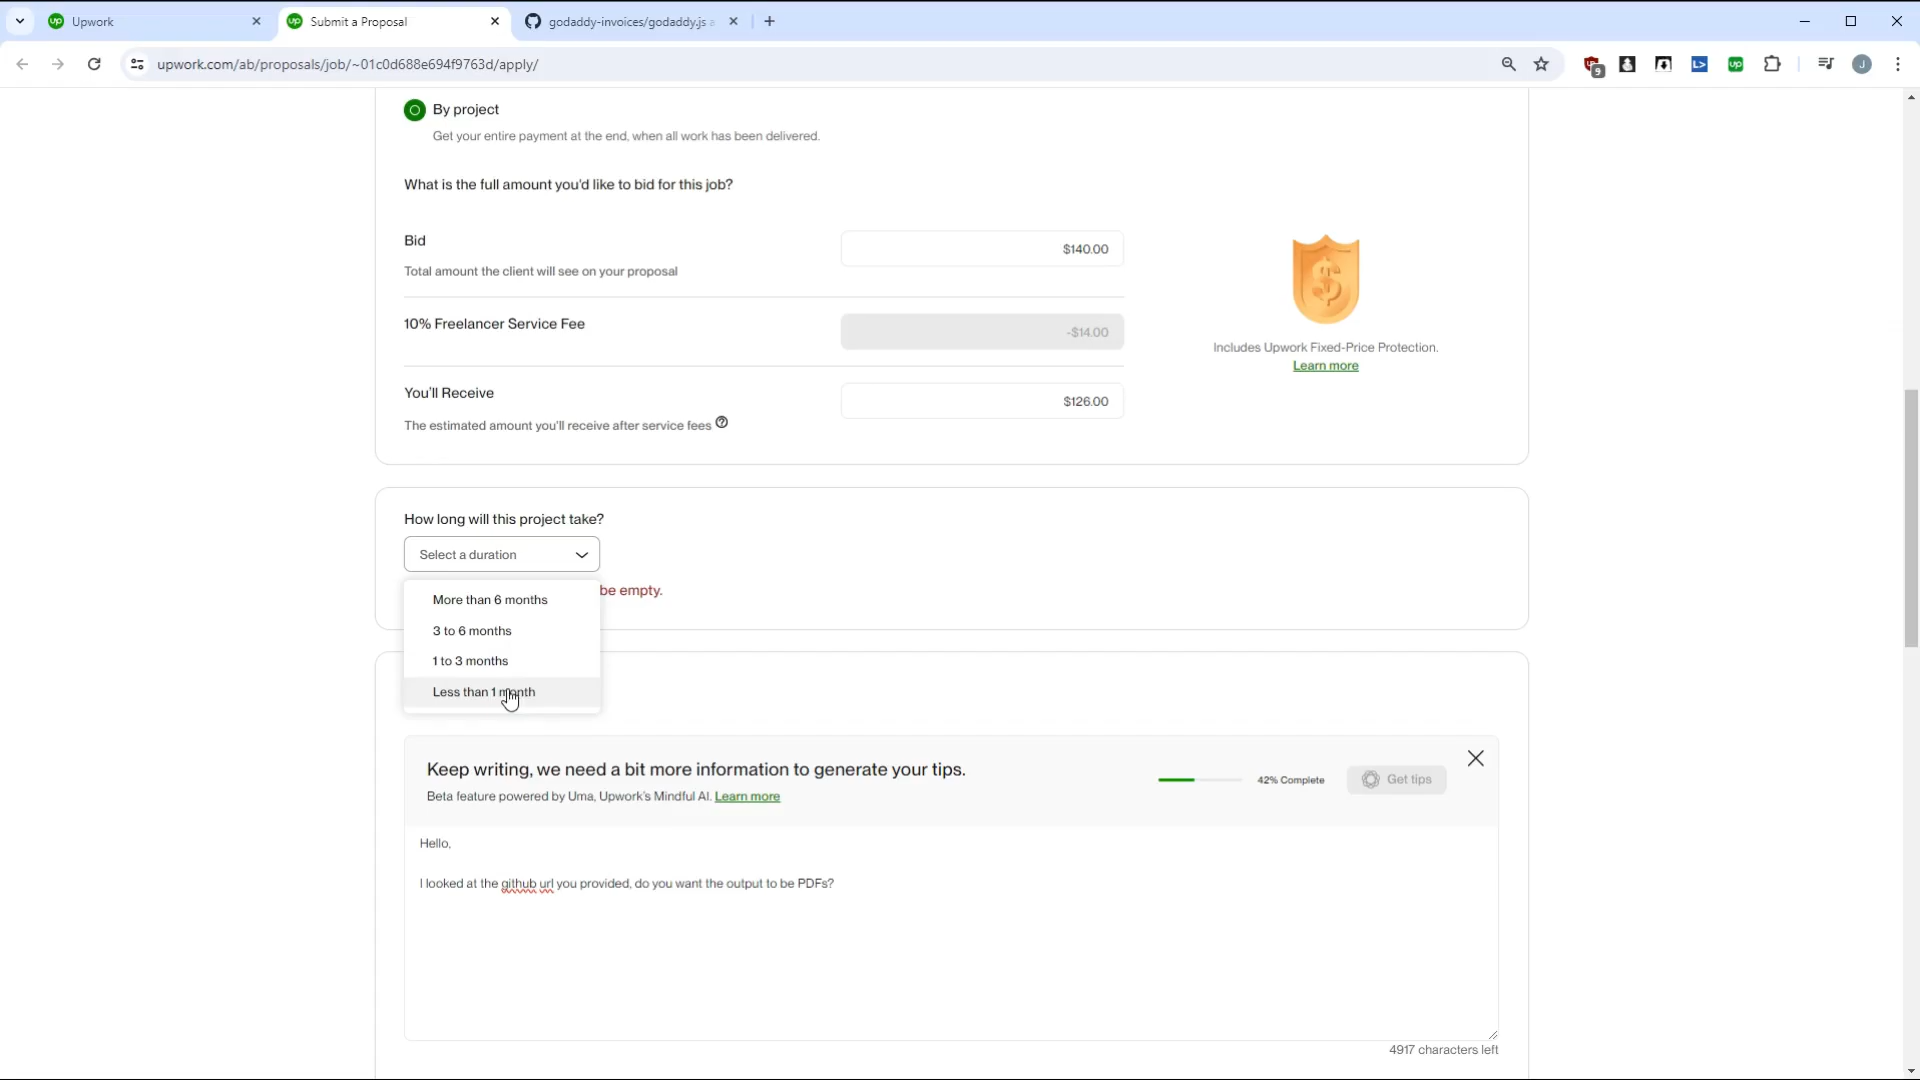 Upwork
Submit a Proposal
godaddy-invoices/godaddy.js a
upwork.com/ab/proposals/job/~01c0d688e694f9763d/apply/
9
L>
up
J
By project
Get your entire payment at the end, when all work has been delivered.
What is the full amount you'd like to bid for this job?
Bid
$140.00
Total amount the client will see on your proposal
10% Freelancer Service Fee
-$14.00
Includes Upwork Fixed-Price Protection.
Learn more
You'll Receive
$126.00
The estimated amount you'll receive after service fees
How long will this project take?
Select a duration
be empty.
More than 6 months
3 to 6 months
1 to 3 months
Less than 1 month
Keep writing, we need a bit more information to generate your tips.
42% Complete
Get tips
Beta feature powered by Uma, Upwork's Mindful AI. Learn more
Hello,
I looked at the github url you provided, do you want the output to be PDFs?
4917 characters left